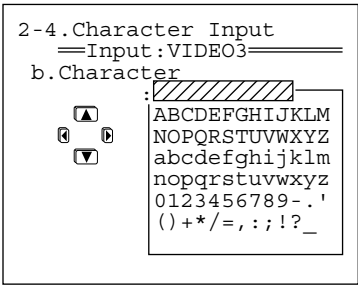 2-4.Character Input
Input:VIDEO3
b.Character
:
ABCDEFGHIJKLM
NOPQRSTUVWXYZ
abcdefghijklm
nopqrstuvwxyz
0123456789-.'
()+*/=,:;!?_